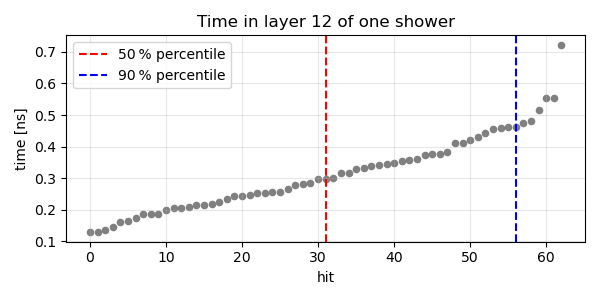 Time in layer 12 of one shower
50 % percentile
90 % percentile
time [ns]
0.7
0.6
0.5
0.4
0.3
0.2
0.1
0 10 20 30 40 50 60
hit